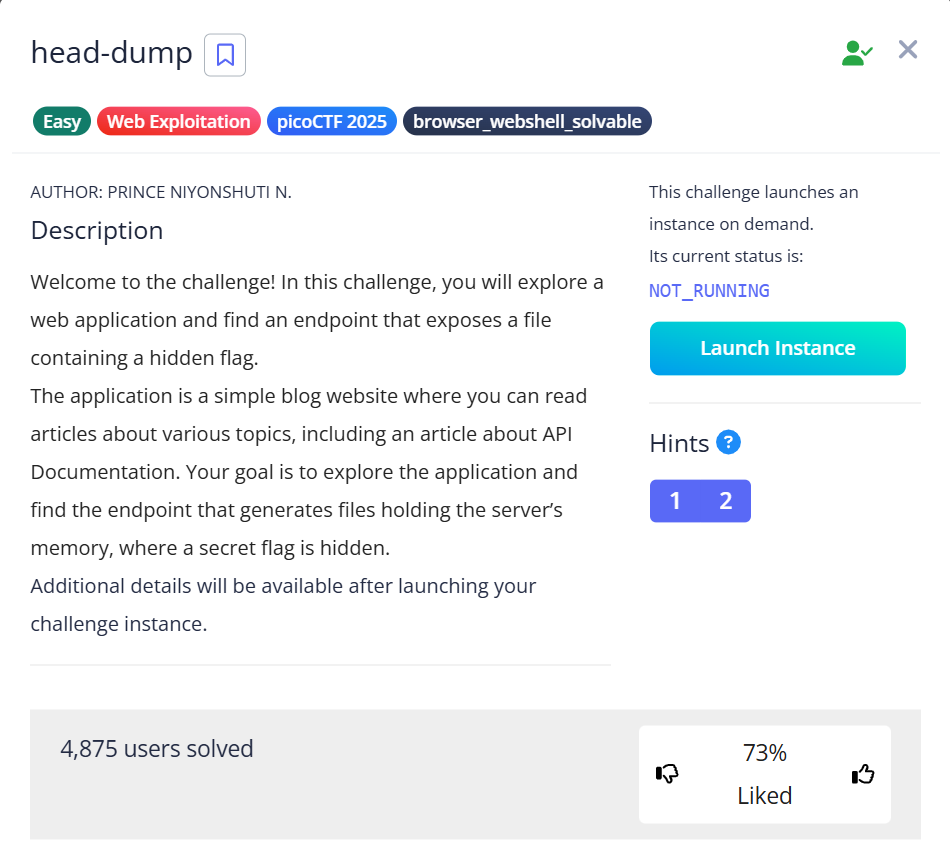 head-dump
Easy Web Exploitation picoCTF 2025 browser_webshell_solvable
AUTHOR: PRINCE NIYONSHUTI N.
Description
Welcome to the challenge! In this challenge, you will explore a
web application and find an endpoint that exposes a file
containing a hidden flag.
The application is a simple blog website where you can read
articles about various topics, including an article about API
Documentation. Your goal is to explore the application and
find the endpoint that generates files holding the server’s
memory, where a secret flag is hidden.
Additional details will be available after launching your
challenge instance.
This challenge launches an
instance on demand.
Its current status is:
NOT_RUNNING
Launch Instance
Hints ?
1 2
4,875 users solved
73%
Liked